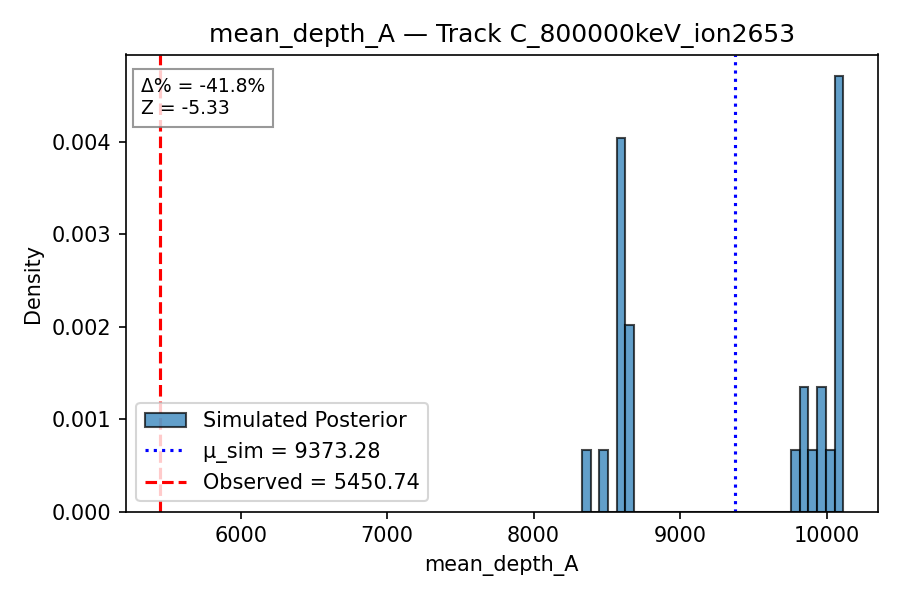 mean_depth_A — Track C_800000keV_ion2653
Δ% = -41.8%
Z = -5.33
Density
0.004
0.003
0.002
0.001
0.000
Simulated Posterior
μ_sim = 9373.28
Observed = 5450.74
6000
7000
8000
9000
10000
mean_depth_A